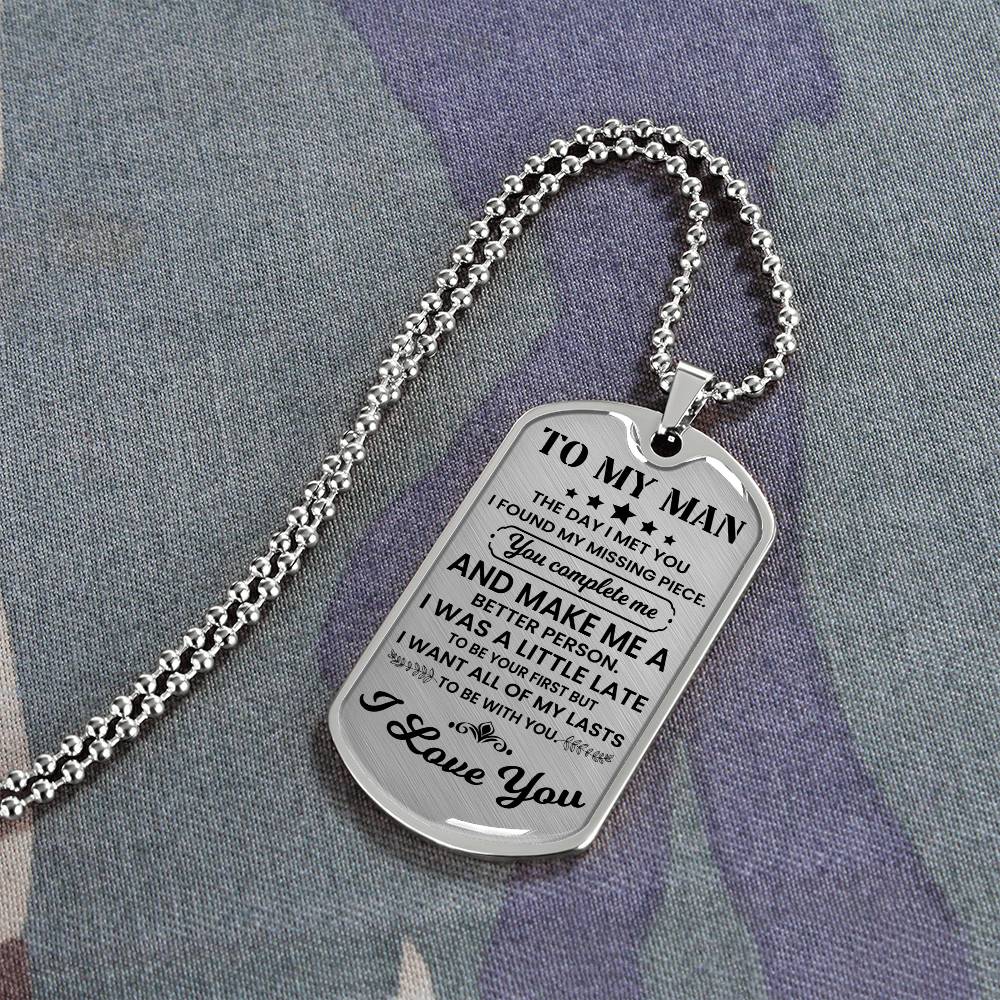 TO MY MAN
THE DAY I MET YOU
I FOUND MY MISSING PIECE.
You complete me
AND MAKE ME A
BETTER PERSON.
I WAS A LITTLE LATE
TO BE YOUR FIRST BUT
I WANT ALL OF MY LASTS
TO BE WITH YOU.
I Love You